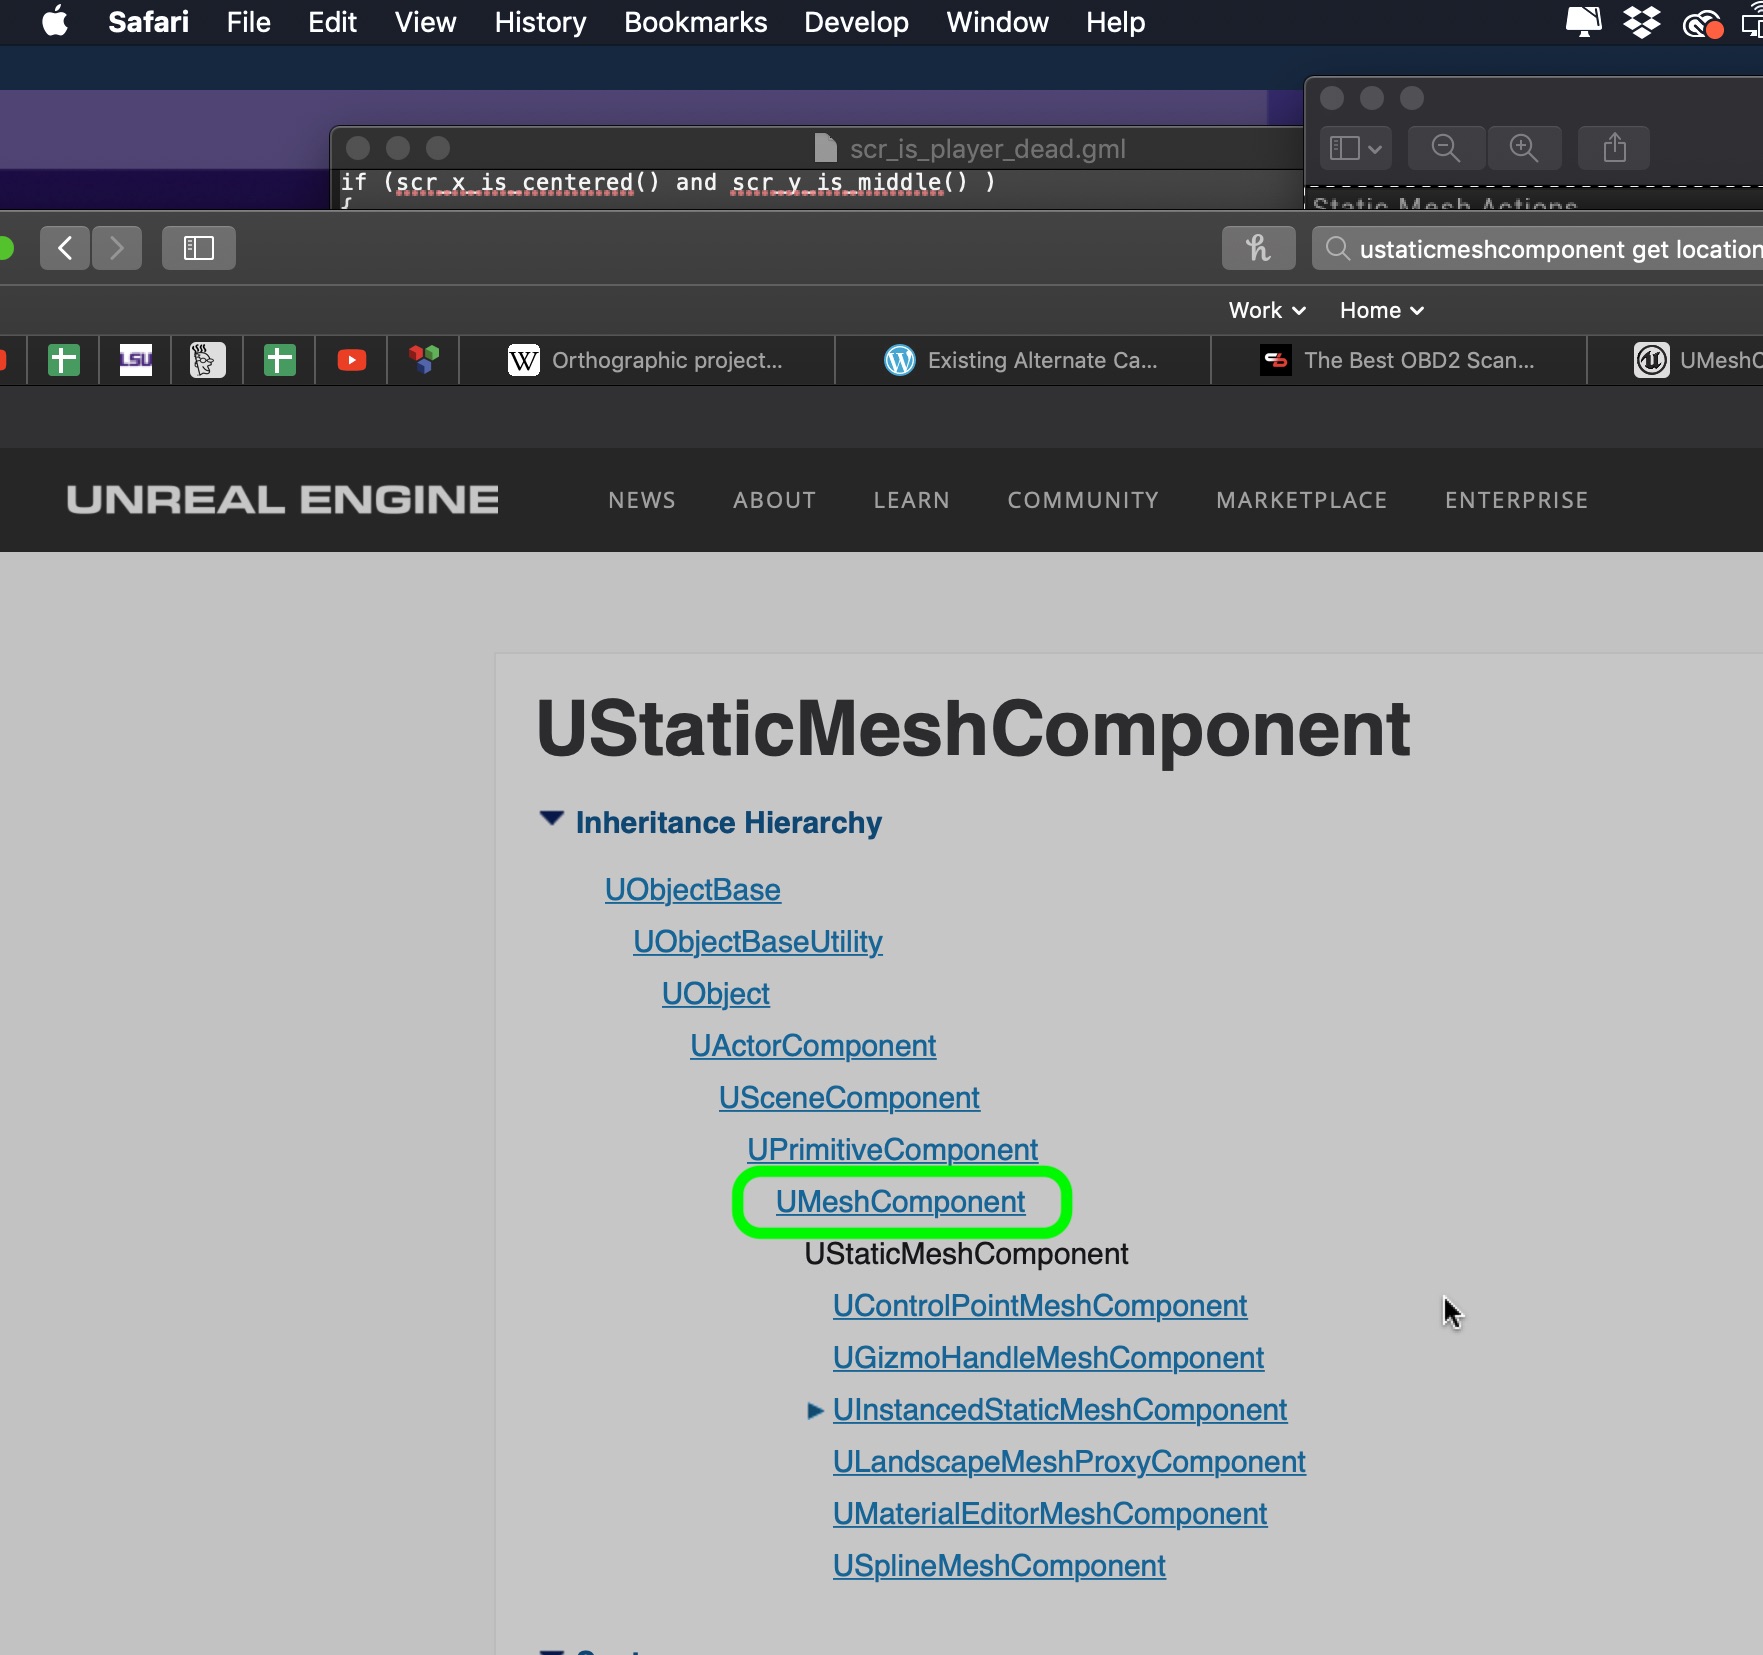 Safari File Edit View History Bookmarks Develop Window Help
scr_is_player_dead.gml
if (scr_x_is_centered() and scr_y_is_middle() )
{
Static Mesh Actions
ustaticmeshcomponent get location
Work Home
LSU W Orthographic project... Existing Alternate Ca... The Best OBD2 Scan... UMeshC
UNREAL ENGINE NEWS ABOUT LEARN COMMUNITY MARKETPLACE ENTERPRISE
UStaticMeshComponent
Inheritance Hierarchy
UObjectBase
UObjectBaseUtility
UObject
UActorComponent
USceneComponent
UPrimitiveComponent
UMeshComponent
UStaticMeshComponent
UControlPointMeshComponent
UGizmoHandleMeshComponent
UInstancedStaticMeshComponent
ULandscapeMeshProxyComponent
UMaterialEditorMeshComponent
USplineMeshComponent